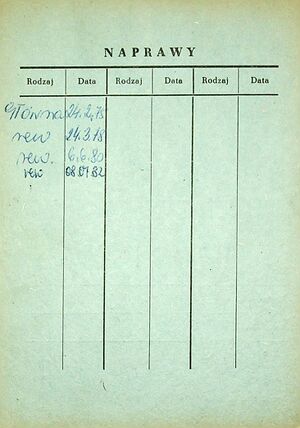 NAPRAWY
Rodzaj Data Rodzaj Data Rodzaj Data
Główna 24.2.78
rew 24.3.78
rew. 6.6.80
rew 08.07.82